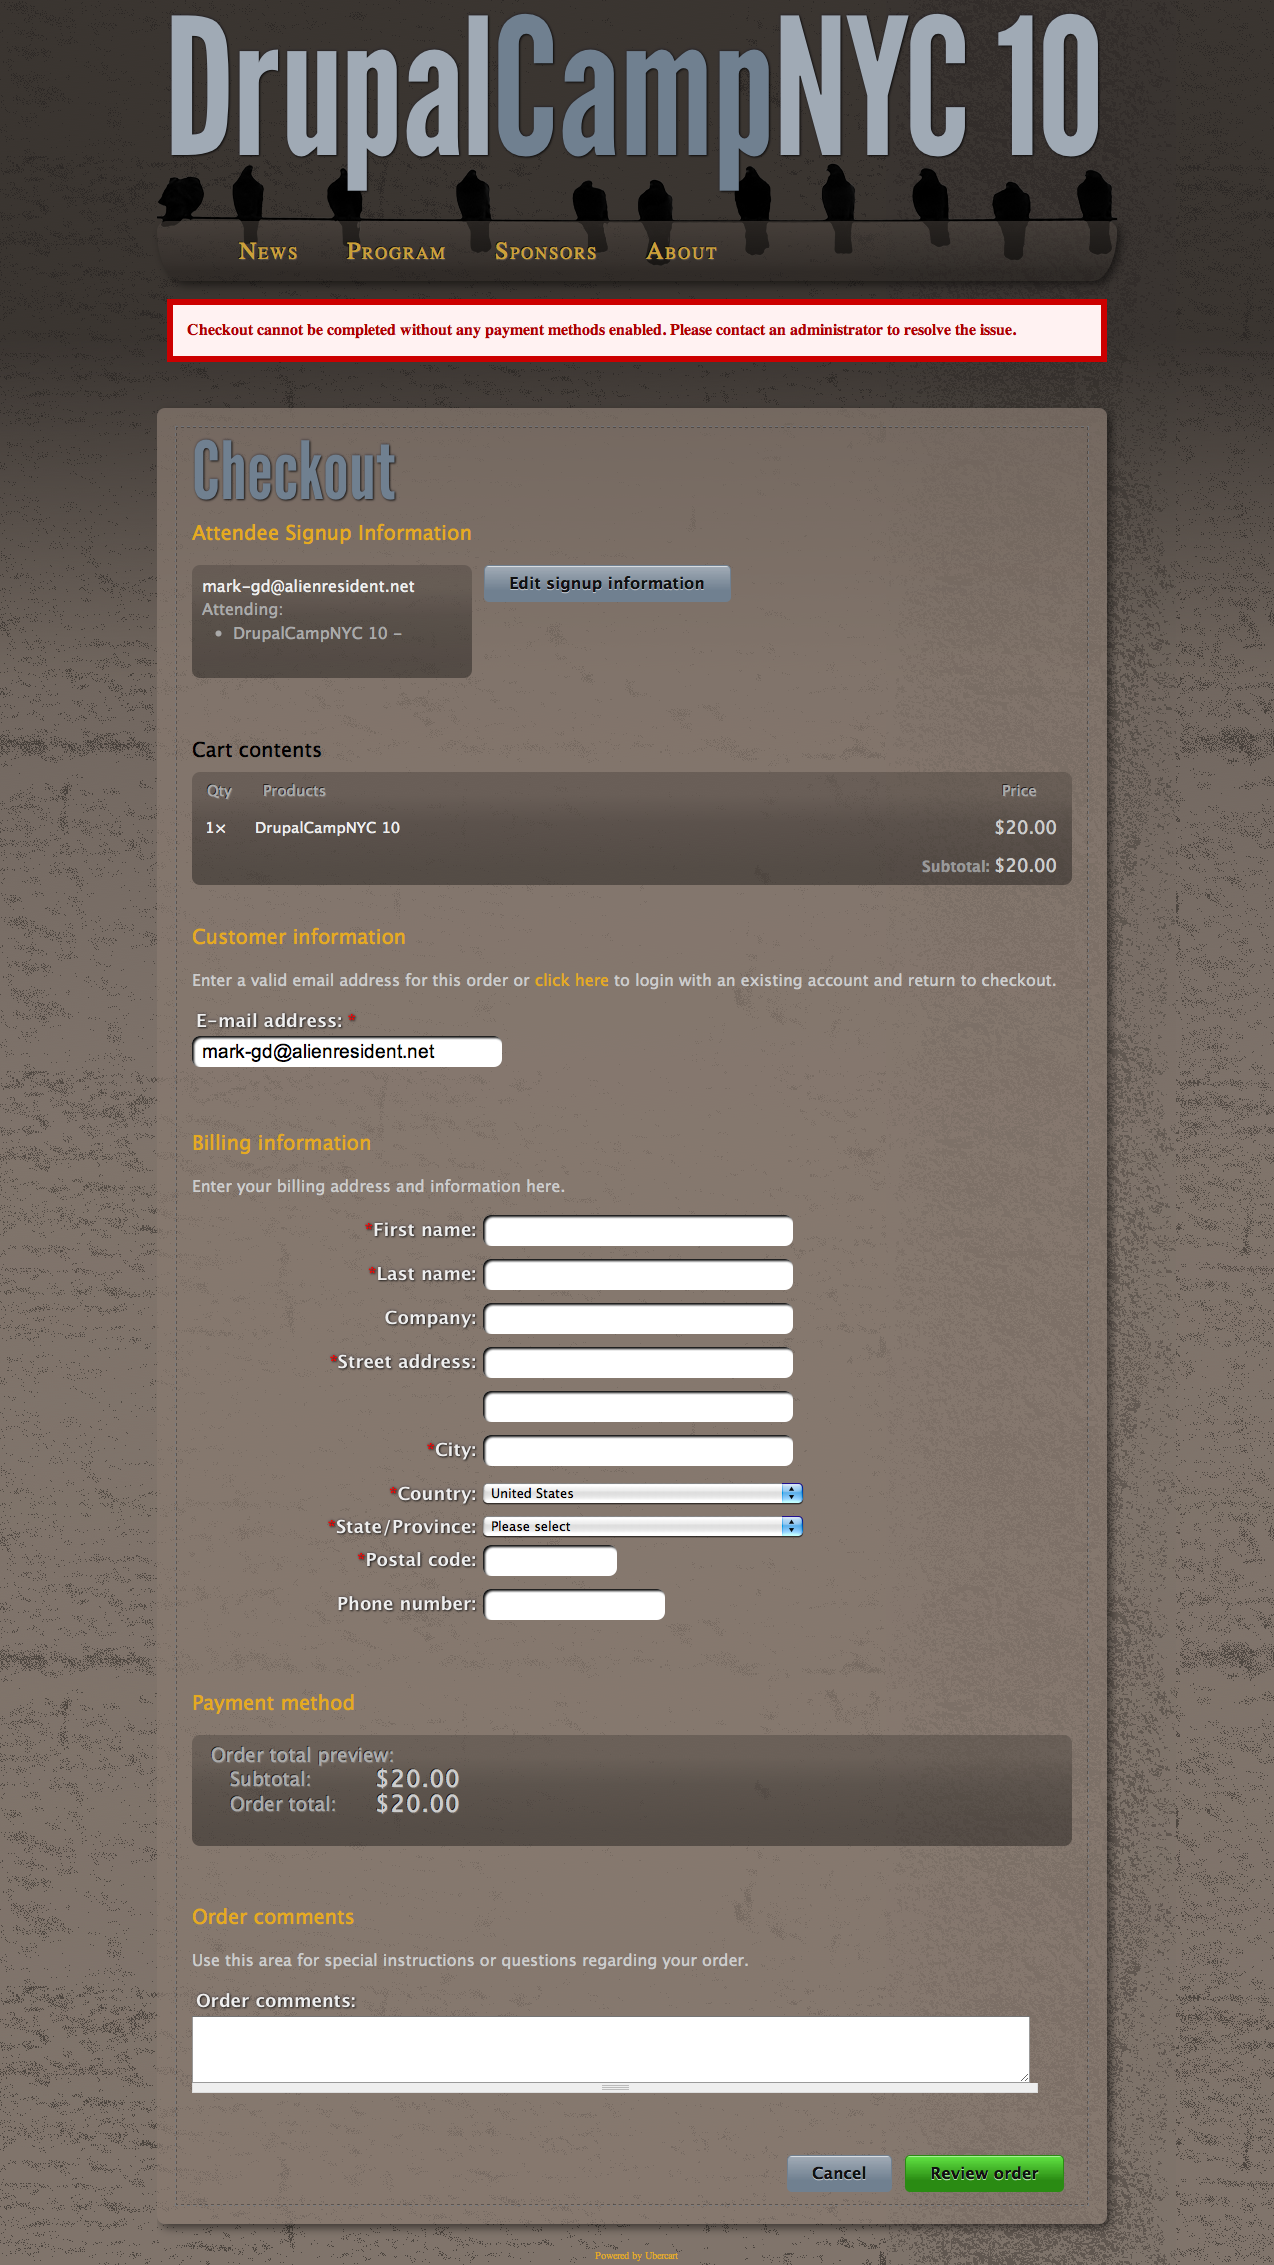 DrupalCampNYC 10
News Program Sponsors About
Checkout cannot be completed without any payment methods enabled. Please contact an administrator to resolve the issue.
Checkout
Attendee Signup Information
mark-gd@alienresident.net
Edit signup information
Attending:
• DrupalCampNYC 10 -
Cart contents
Qty Products Price
1× DrupalCampNYC 10 $20.00
Subtotal: $20.00
Customer information
Enter a valid email address for this order or click here to login with an existing account and return to checkout.
E-mail address: *
mark-gd@alienresident.net
Billing information
Enter your billing address and information here.
*First name:
*Last name:
Company:
*Street address:
*City:
*Country: United States
*State/Province: Please select
*Postal code:
Phone number:
Payment method
Order total preview:
Subtotal: $20.00
Order total: $20.00
Order comments
Use this area for special instructions or questions regarding your order.
Order comments:
Cancel Review order
Powered by Ubercart